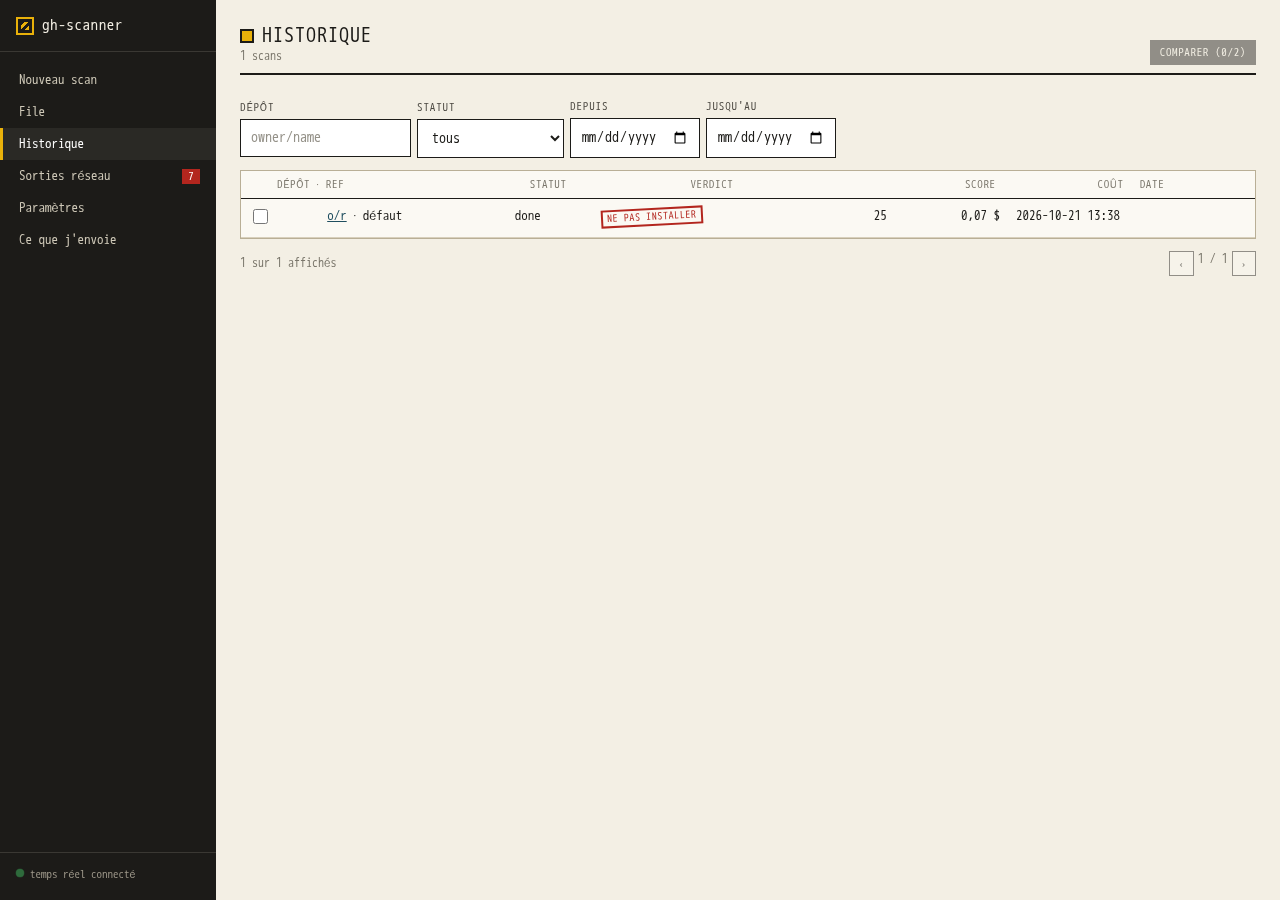 gh-scanner
Nouveau scan
File
Historique
Sorties réseau 7
Paramètres
Ce que j'envoie
temps réel connecté
HISTORIQUE
1 scans
COMPARER (0/2)
DÉPÔT STATUT DEPUIS JUSQU'AU
owner/name tous mm/dd/yyyy mm/dd/yyyy
DÉPÔT · REF STATUT VERDICT SCORE COÛT DATE
o/r · défaut done NE PAS INSTALLER 25 0,07 $ 2026-10-21 13:38
1 sur 1 affichés ‹ 1 / 1 ›